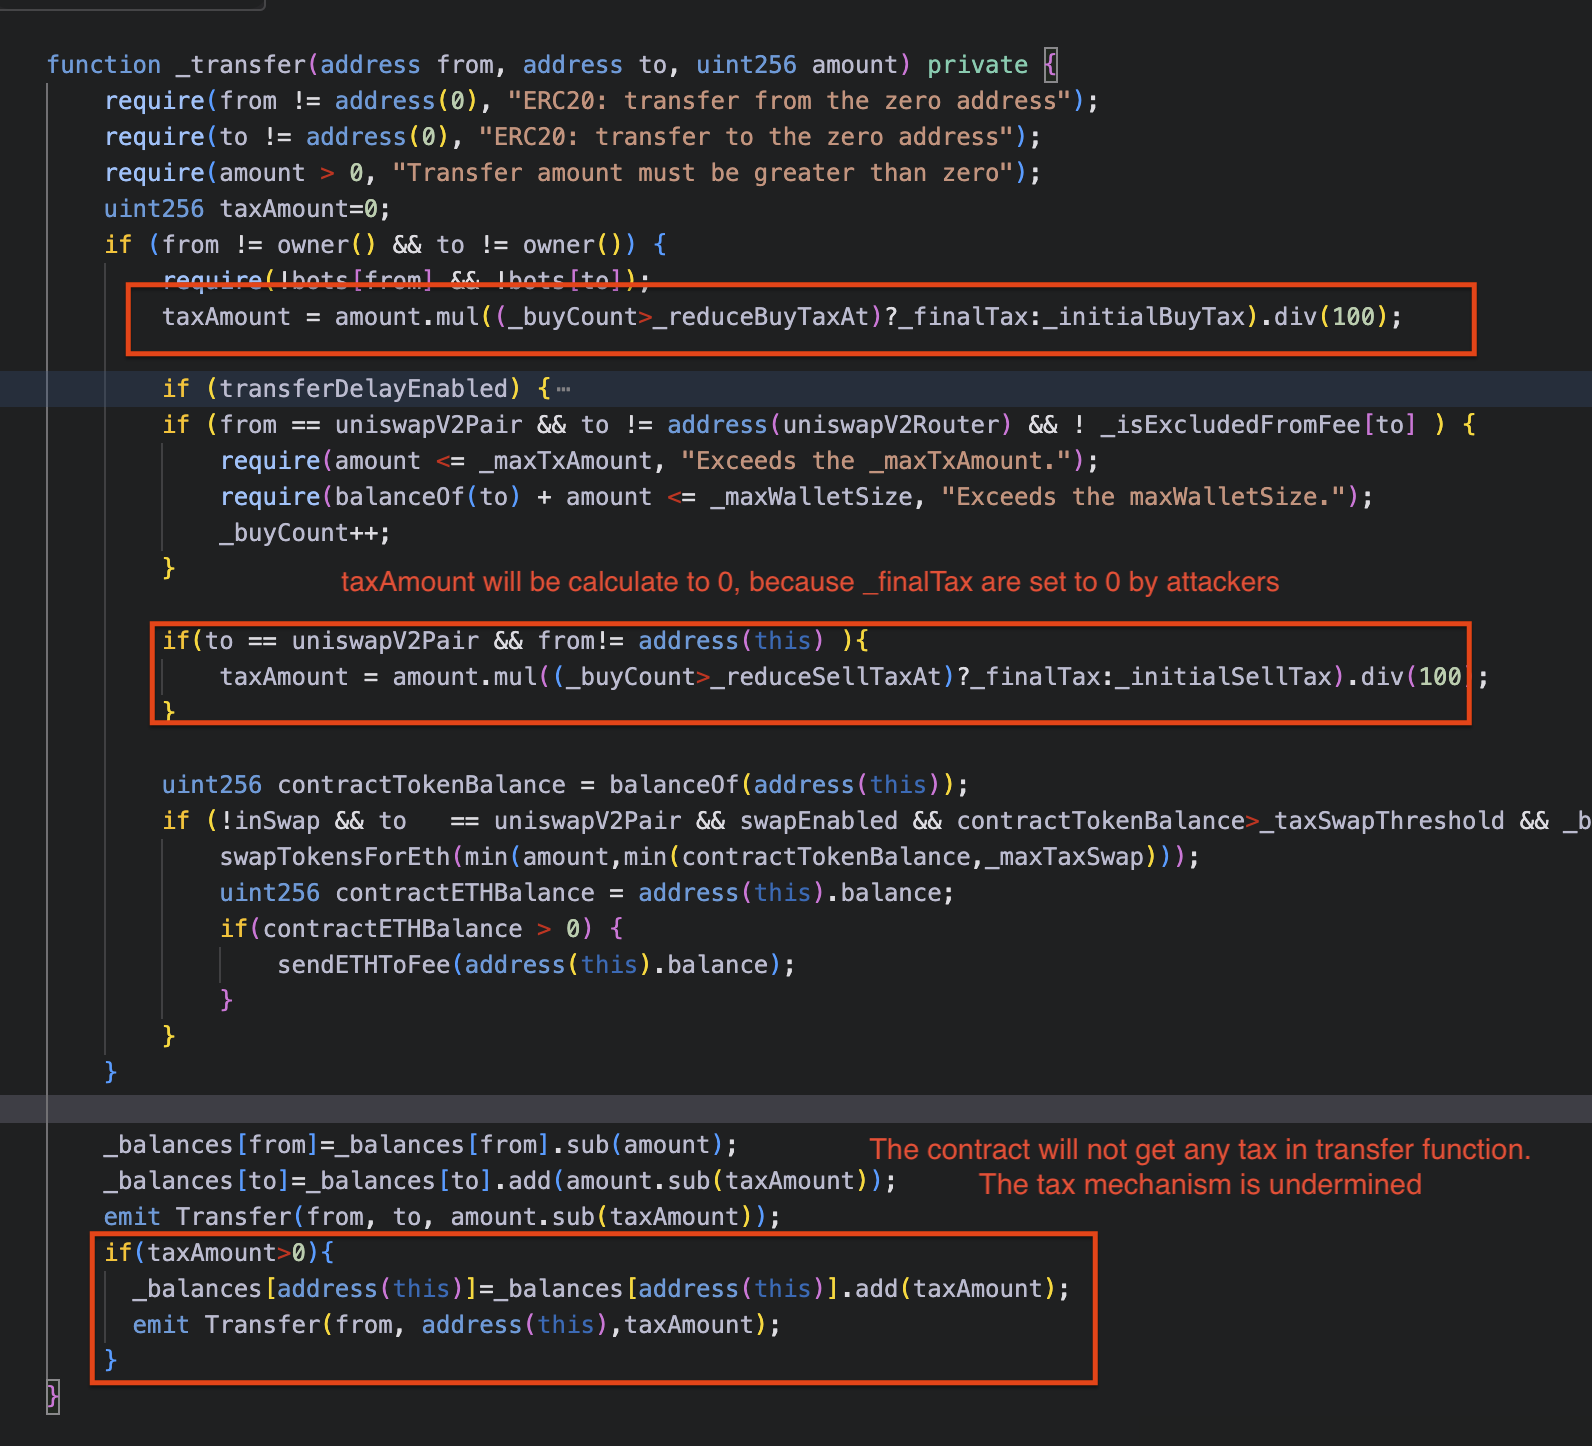 function _transfer(address from, address to, uint256 amount) private {
require(from != address(0), "ERC20: transfer from the zero address");
require(to != address(0), "ERC20: transfer to the zero address");
require(amount > 0, "Transfer amount must be greater than zero");
uint256 taxAmount=0;
if (from != owner() && to != owner()) {
require(!bots[from] && !bots[to]);
taxAmount = amount.mul((_buyCount>_reduceBuyTaxAt)?_finalTax:_initialBuyTax).div(100);
if (transferDelayEnabled) {⋯
if (from == uniswapV2Pair && to != address(uniswapV2Router) && ! _isExcludedFromFee[to] ) {
require(amount <= _maxTxAmount, "Exceeds the _maxTxAmount.");
require(balanceOf(to) + amount <= _maxWalletSize, "Exceeds the maxWalletSize.");
_buyCount++;
}
taxAmount will be calculate to 0, because _finalTax are set to 0 by attackers
if(to == uniswapV2Pair && from!= address(this) ){
taxAmount = amount.mul((_buyCount>_reduceSellTaxAt)?_finalTax:_initialSellTax).div(100);
}
uint256 contractTokenBalance = balanceOf(address(this));
if (!inSwap && to   == uniswapV2Pair && swapEnabled && contractTokenBalance>_taxSwapThreshold && _b
swapTokensForEth(min(amount,min(contractTokenBalance,_maxTaxSwap)));
uint256 contractETHBalance = address(this).balance;
if(contractETHBalance > 0) {
sendETHToFee(address(this).balance);
}
}
}
_balances[from]=_balances[from].sub(amount);
The contract will not get any tax in transfer function.
_balances[to]=_balances[to].add(amount.sub(taxAmount));
The tax mechanism is undermined
emit Transfer(from, to, amount.sub(taxAmount));
if(taxAmount>0){
_balances[address(this)]=_balances[address(this)].add(taxAmount);
emit Transfer(from, address(this),taxAmount);
}
}